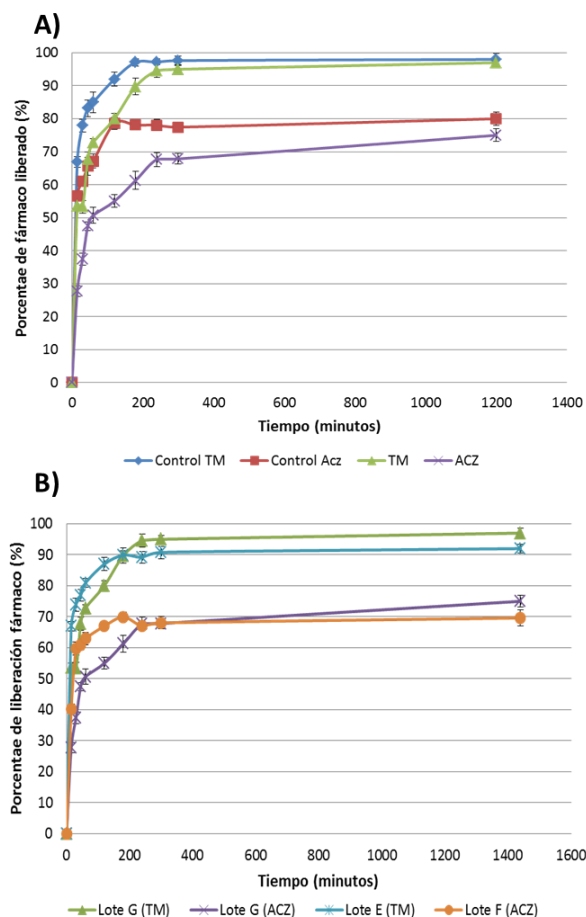 A)
Porcentae de fármaco liberado (%)
100
90
80
70
60
50
40
30
20
10
0
0 200 400 600 800 1000 1200 1400
Tiempo (minutos)
Control TM Control Acz TM ACZ
B)
Porcentae de liberación fármaco (%)
100
90
80
70
60
50
40
30
20
10
0
0 200 400 600 800 1000 1200 1400 1600
Tiempo (minutos)
Lote G (TM) Lote G (ACZ) Lote E (TM) Lote F (ACZ)